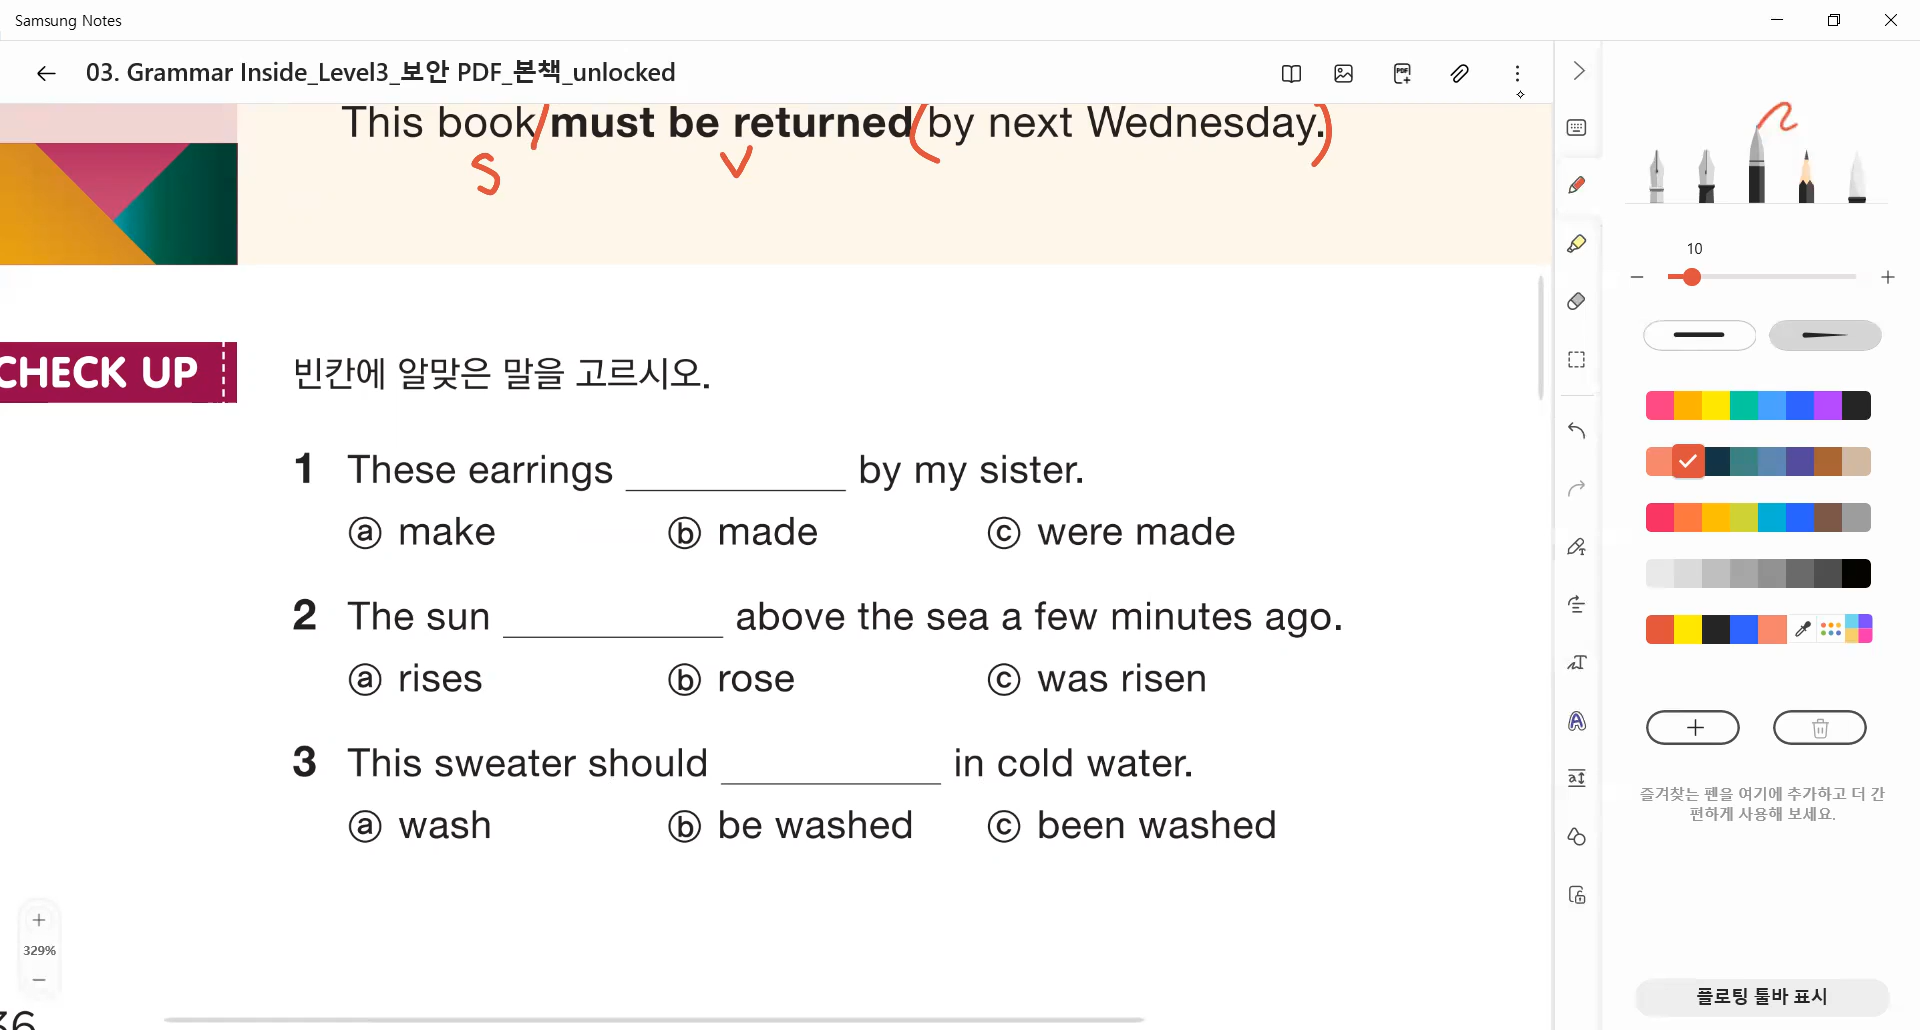 Samsung Notes
03. Grammar Inside_Level3_보안 PDF_본책_unlocked
This book/must be returned(by next Wednesday.)
S V
CHECK UP
빈칸에 알맞은 말을 고르시오.
1 These earrings ___________ by my sister.
ⓐ make ⓑ made ⓒ were made
2 The sun ___________ above the sea a few minutes ago.
ⓐ rises ⓑ rose ⓒ was risen
3 This sweater should ___________ in cold water.
ⓐ wash ⓑ be washed ⓒ been washed
329%
10
즐겨찾는 펜을 여기에 추가하고 더 간
편하게 사용해 보세요.
플로팅 툴바 표시